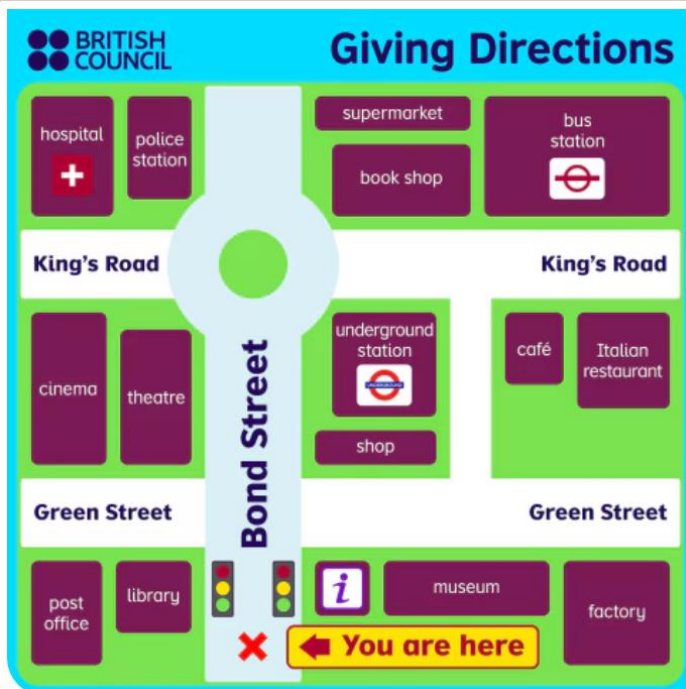 BRITISH
COUNCIL
Giving Directions
hospital
police
station
supermarket
book shop
bus
station
King's Road
King's Road
cinema
theatre
Bond Street
underground
station
UNDERGROUND
shop
café
Italian
restaurant
Green Street
Green Street
post
office
library
i
museum
factory
You are here